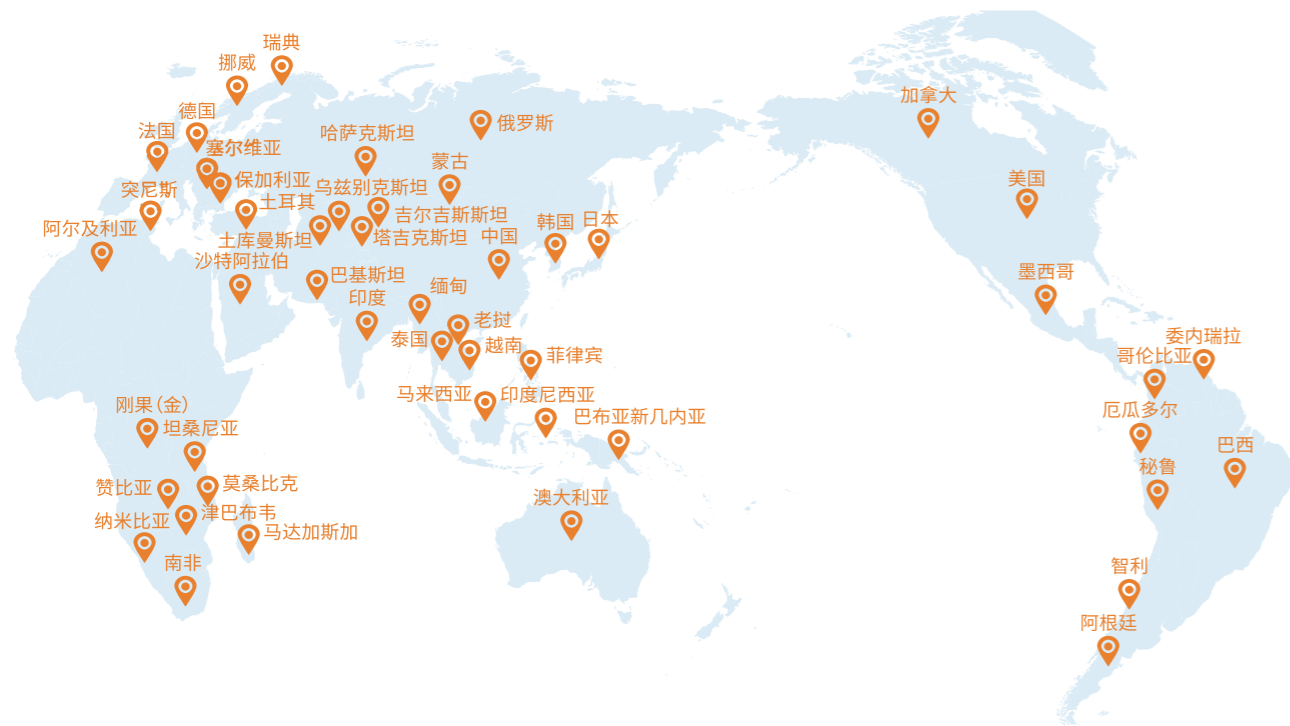 瑞典
挪威
加拿大
德国
俄罗斯
法国
哈萨克斯坦
塞尔维亚
蒙古
美国
保加利亚
乌兹别克斯坦
突尼斯
土耳其
吉尔吉斯斯坦
韩国
日本
阿尔及利亚
土库曼斯坦
塔吉克斯坦
中国
沙特阿拉伯
巴基斯坦
墨西哥
缅甸
印度
老挝
委内瑞拉
泰国
越南
菲律宾
哥伦比亚
马来西亚
印度尼西亚
刚果(金)
巴布亚新几内亚
厄瓜多尔
坦桑尼亚
巴西
秘鲁
赞比亚
莫桑比克
澳大利亚
津巴布韦
纳米比亚
马达加斯加
南非
智利
阿根廷